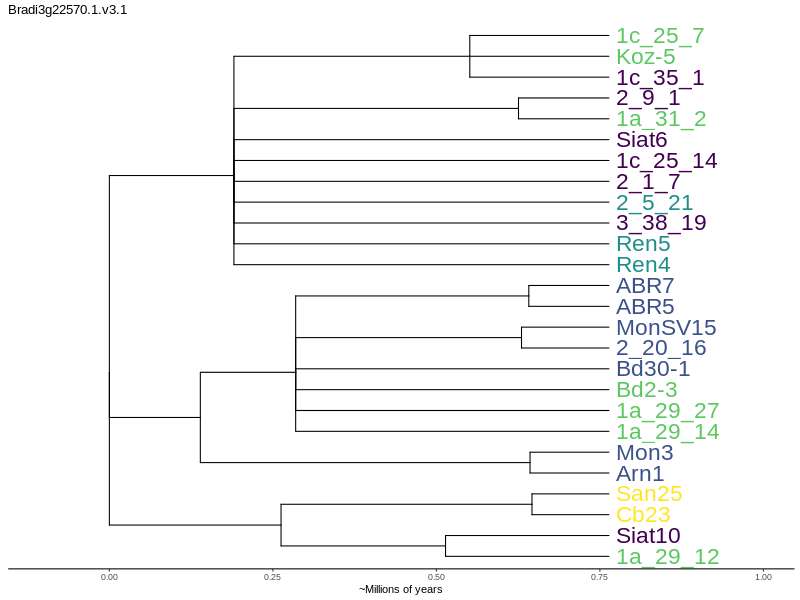 Bradi3g22570.1.v3.1
1c_25_7
Koz-5
1c_35_1
2_9_1
1a_31_2
Siat6
1c_25_14
2_1_7
2_5_21
3_38_19
Ren5
Ren4
ABR7
ABR5
MonSV15
2_20_16
Bd30-1
Bd2-3
1a_29_27
1a_29_14
Mon3
Arn1
San25
Cb23
Siat10
1a_29_12
0.00 0.25 0.50 0.75 1.00
~Millions of years